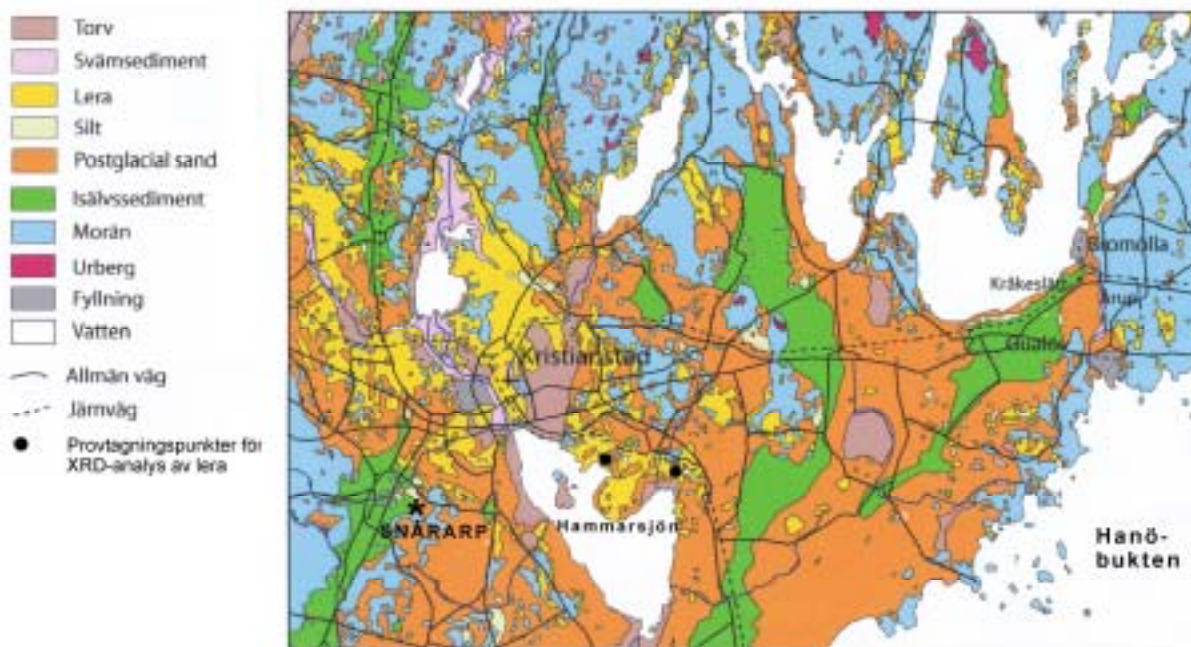 Torv
Svämsediment
Lera
Silt
Postglacial sand
Isälvssediment
Morän
Urberg
Fyllning
Vatten
Allmän väg
Järnväg
Provtagningspunkter för
XRD-analys av lera
Bromölla
Kråkeslätt
Årup
Gualöv
Kristianstad
SNÅRARP
Hammarsjön
Hanö-
bukten